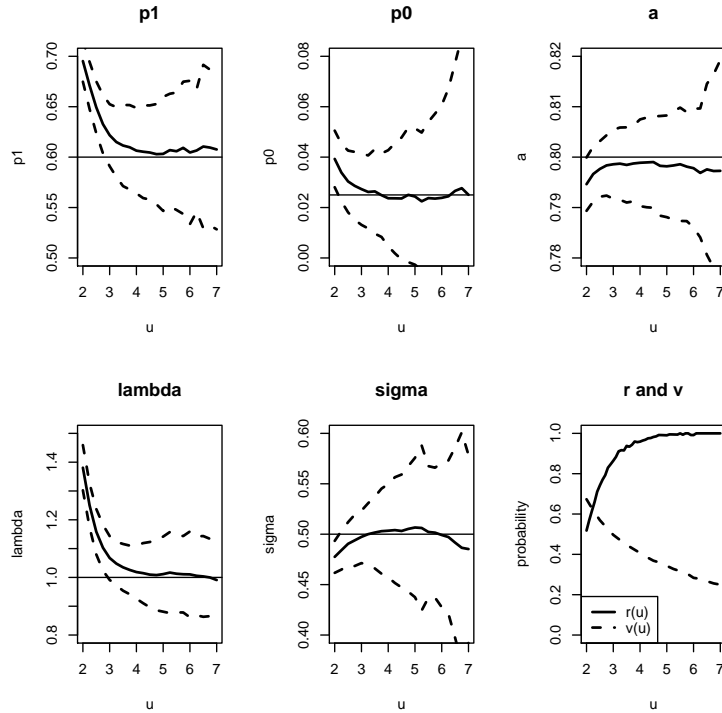 p1
p1
0.50 0.55 0.60 0.65 0.70
2 3 4 5 6 7
u
p0
p0
0.00 0.02 0.04 0.06 0.08
2 3 4 5 6 7
u
a
a
0.78 0.79 0.80 0.81 0.82
2 3 4 5 6 7
u
lambda
lambda
0.8 1.0 1.2 1.4
2 3 4 5 6 7
u
sigma
sigma
0.40 0.45 0.50 0.55 0.60
2 3 4 5 6 7
u
r and v
probability
0.0 0.2 0.4 0.6 0.8 1.0
2 3 4 5 6 7
u
r(u)
v(u)